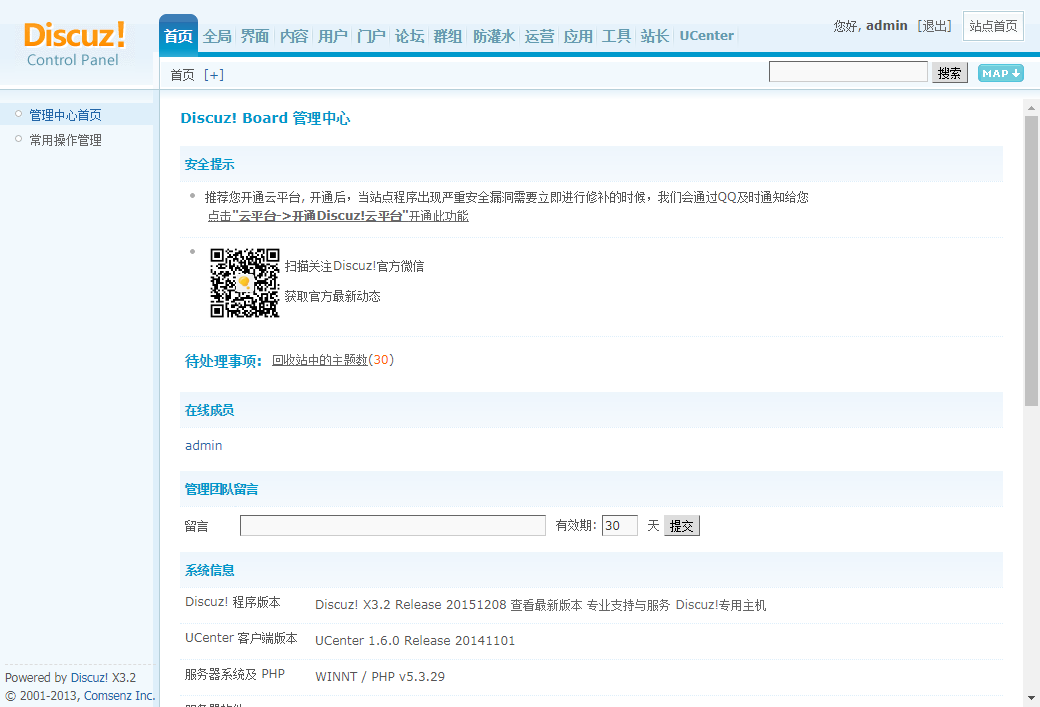 Discuz!
Control Panel
首页 全局 界面 内容 用户 门户 论坛 群组 防灌水 运营 应用 工具 站长 UCenter
您好, admin [退出] 站点首页
首页 [+]
搜索 MAP
管理中心首页
常用操作管理
Discuz! Board 管理中心
安全提示
推荐您开通云平台, 开通后，当站点程序出现严重安全漏洞需要立即进行修补的时候，我们会通过QQ及时通知给您
点击"云平台->开通Discuz!云平台"开通此功能
扫描关注Discuz!官方微信
获取官方最新动态
待处理事项: 回收站中的主题数(30)
在线成员
admin
管理团队留言
留言 有效期: 30 天 提交
系统信息
Discuz! 程序版本 Discuz! X3.2 Release 20151208 查看最新版本 专业支持与服务 Discuz!专用主机
UCenter 客户端版本 UCenter 1.6.0 Release 20141101
服务器系统及 PHP WINNT / PHP v5.3.29
Powered by Discuz! X3.2
© 2001-2013, Comsenz Inc.